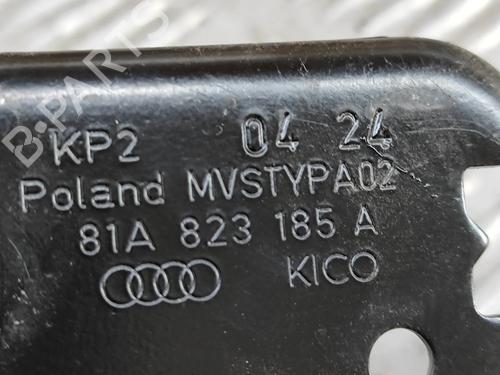 B-PARTS
KP2 04 24
Poland MVSTYPA02
81A 823 185 A
KICO